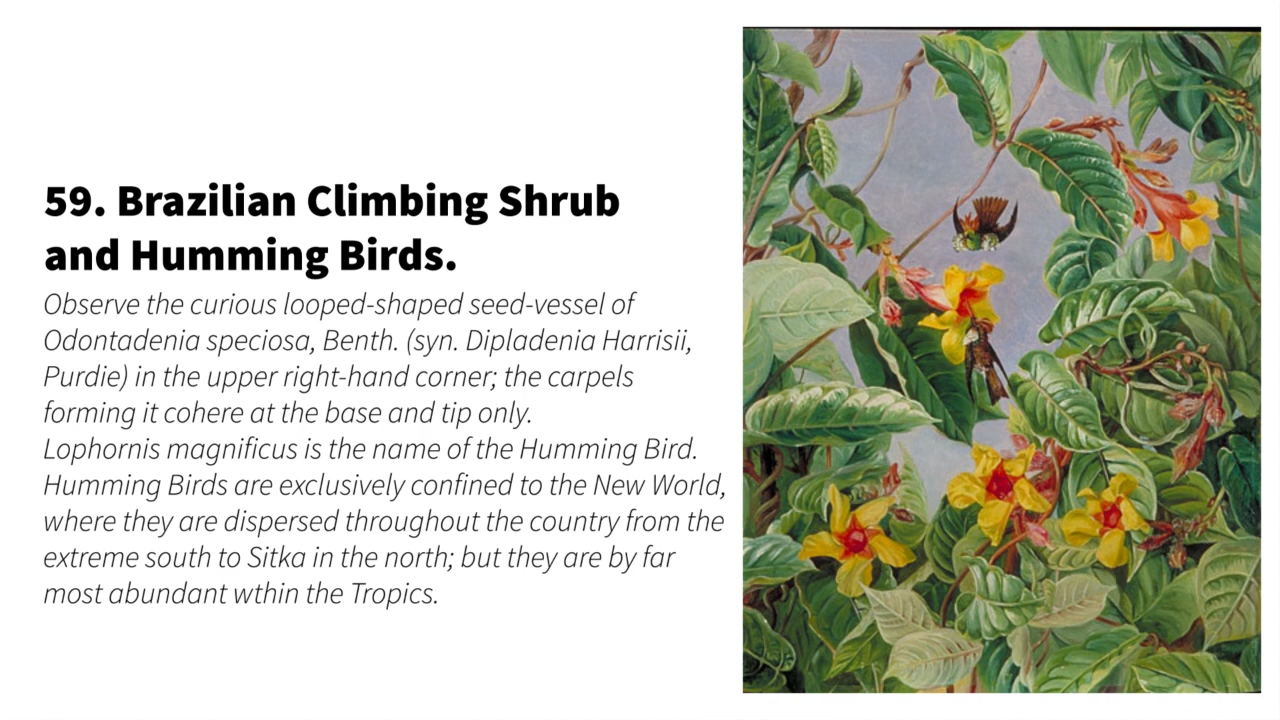 59. Brazilian Climbing Shrub
and Humming Birds.
Observe the curious looped-shaped seed-vessel of
Odontadenia speciosa, Benth. (syn. Dipladenia Harrisii,
Purdie) in the upper right-hand corner; the carpels
forming it cohere at the base and tip only.
Lophornis magnificus is the name of the Humming Bird.
Humming Birds are exclusively confined to the New World,
where they are dispersed throughout the country from the
extreme south to Sitka in the north; but they are by far
most abundant wthin the Tropics.